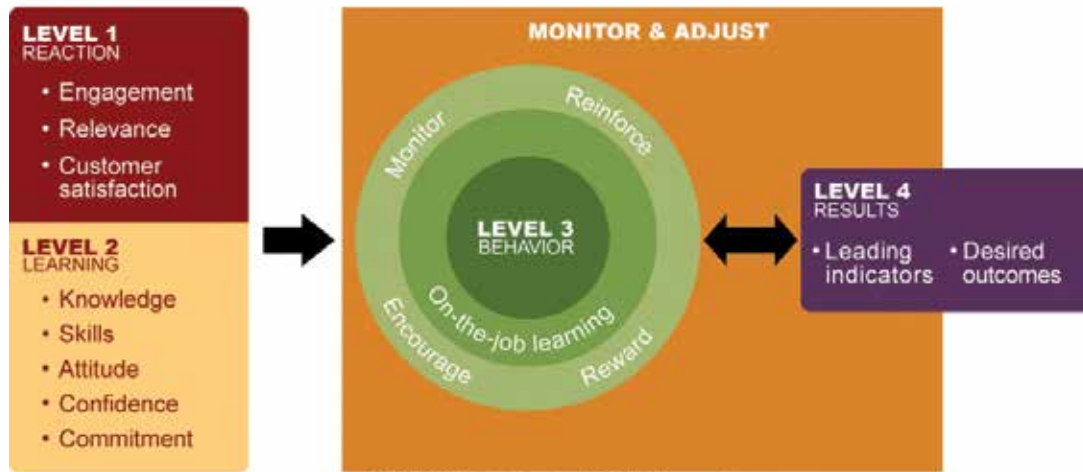 LEVEL 1
REACTION
• Engagement
• Relevance
• Customer
satisfaction
LEVEL 2
LEARNING
• Knowledge
• Skills
• Attitude
• Confidence
• Commitment
MONITOR & ADJUST
Monitor
Reinforce
LEVEL 3
BEHAVIOR
On-the-job learning
Encourage
Reward
LEVEL 4
RESULTS
• Leading
indicators
• Desired
outcomes